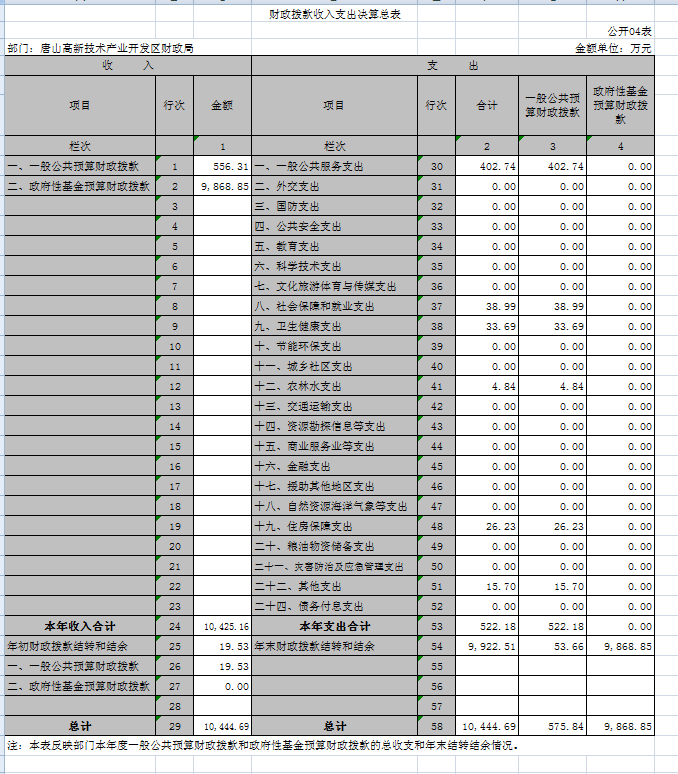 财政拨款收入支出决算总表
公开04表
部门：唐山高新技术产业开发区财政局 金额单位：万元
收 入 支 出
项目 行次 金额 项目 行次 合计 一般公共预算财政拨款 政府性基金预算财政拨款
栏次 1 栏次 2 3 4
一、一般公共预算财政拨款 1 556.31 一、一般公共服务支出 30 402.74 402.74 0.00
二、政府性基金预算财政拨款 2 9,868.85 二、外交支出 31 0.00 0.00 0.00
3 三、国防支出 32 0.00 0.00 0.00
4 四、公共安全支出 33 0.00 0.00 0.00
5 五、教育支出 34 0.00 0.00 0.00
6 六、科学技术支出 35 0.00 0.00 0.00
7 七、文化旅游体育与传媒支出 36 0.00 0.00 0.00
8 八、社会保障和就业支出 37 38.99 38.99 0.00
9 九、卫生健康支出 38 33.69 33.69 0.00
10 十、节能环保支出 39 0.00 0.00 0.00
11 十一、城乡社区支出 40 0.00 0.00 0.00
12 十二、农林水支出 41 4.84 4.84 0.00
13 十三、交通运输支出 42 0.00 0.00 0.00
14 十四、资源勘探信息等支出 43 0.00 0.00 0.00
15 十五、商业服务业等支出 44 0.00 0.00 0.00
16 十六、金融支出 45 0.00 0.00 0.00
17 十七、援助其他地区支出 46 0.00 0.00 0.00
18 十八、自然资源海洋气象等支出 47 0.00 0.00 0.00
19 十九、住房保障支出 48 26.23 26.23 0.00
20 二十、粮油物资储备支出 49 0.00 0.00 0.00
21 二十一、灾害防治及应急管理支出 50 0.00 0.00 0.00
22 二十二、其他支出 51 15.70 15.70 0.00
23 二十四、债务付息支出 52 0.00 0.00 0.00
本年收入合计 24 10,425.16 本年支出合计 53 522.18 522.18 0.00
年初财政拨款结转和结余 25 19.53 年末财政拨款结转和结余 54 9,922.51 53.66 9,868.85
一、一般公共预算财政拨款 26 19.53 55
二、政府性基金预算财政拨款 27 0.00 56
28 57
总计 29 10,444.69 总计 58 10,444.69 575.84 9,868.85
注：本表反映部门本年度一般公共预算财政拨款和政府性基金预算财政拨款的总收支和年末结转结余情况。